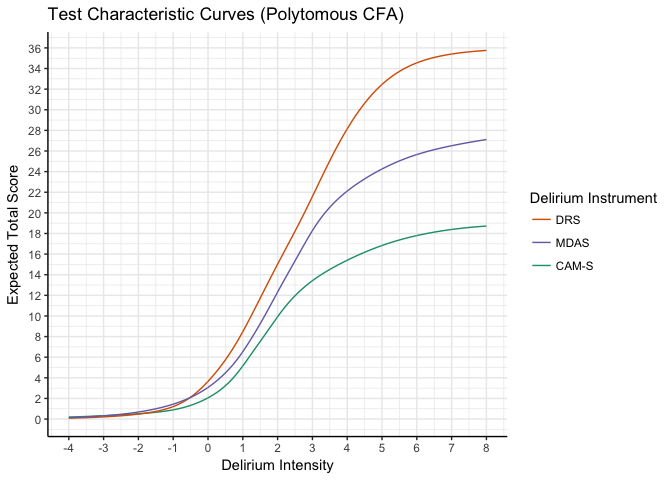 Test Characteristic Curves (Polytomous CFA)
Expected Total Score
36
34
32
30
28
26
24
22
20
18
16
14
12
10
8
6
4
2
0
-4 -3 -2 -1 0 1 2 3 4 5 6 7 8
Delirium Intensity
Delirium Instrument
DRS
MDAS
CAM-S